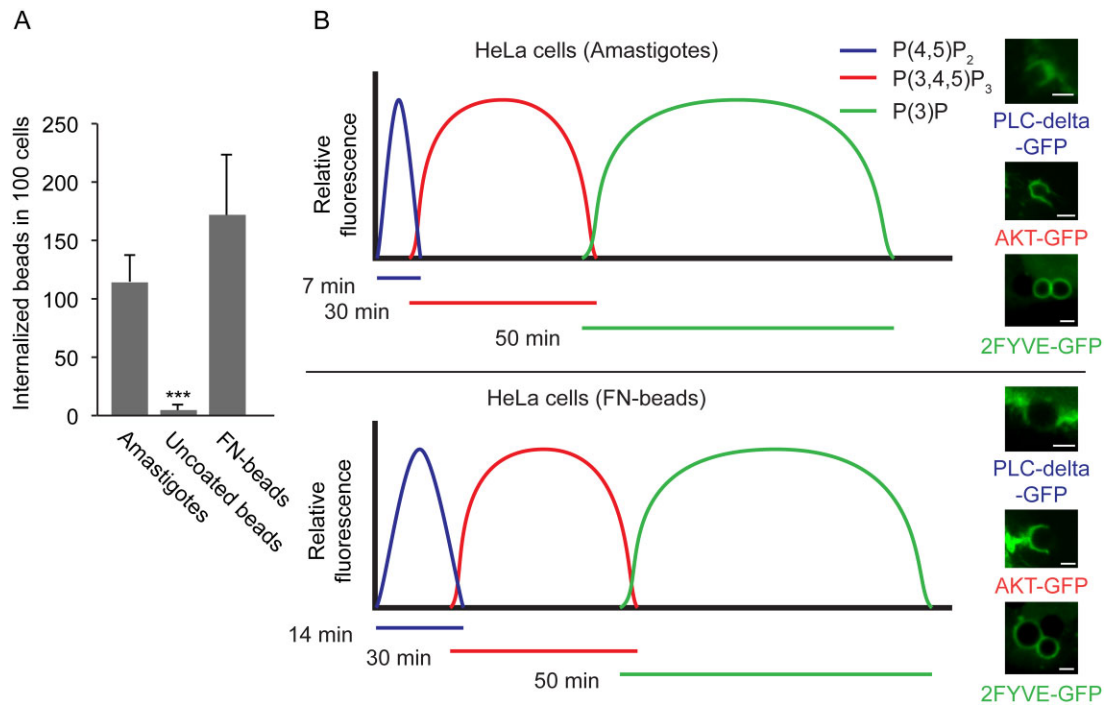 A
Internalized beads in 100 cells
250
200
150
100
50
0
***
Amastigotes
Uncoated beads
FN-beads
B
HeLa cells (Amastigotes)
P(4,5)P₂
P(3,4,5)P₃
P(3)P
Relative
fluorescence
7 min
30 min
50 min
PLC-delta
-GFP
AKT-GFP
2FYVE-GFP
HeLa cells (FN-beads)
Relative
fluorescence
14 min
30 min
50 min
PLC-delta
-GFP
AKT-GFP
2FYVE-GFP